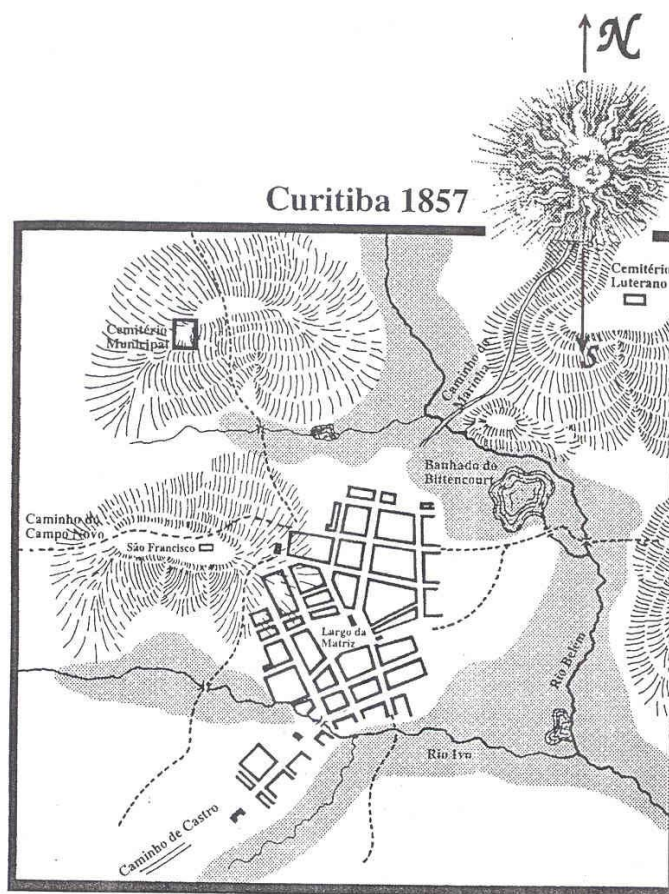 N
Curitiba 1857
Cemitério
Luterano
Cemitério
Municipal
S
Caminho da
Marinha
Banhado do
Bittencourt
Caminho do
Campo Novo
São Francisco
Largo da
Matriz
Rio Belém
Rio Ivo
Caminho de Castro